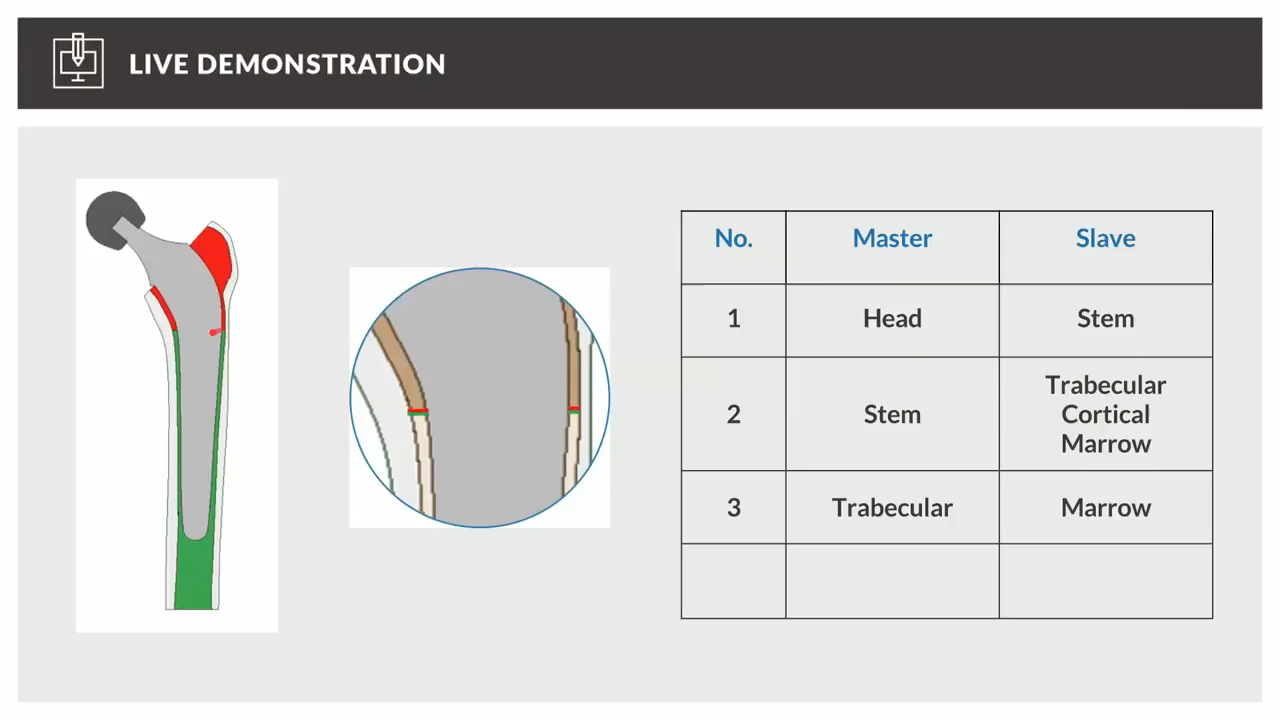 LIVE DEMONSTRATION
No. Master Slave
1 Head Stem
2 Stem Trabecular
Cortical
Marrow
3 Trabecular Marrow